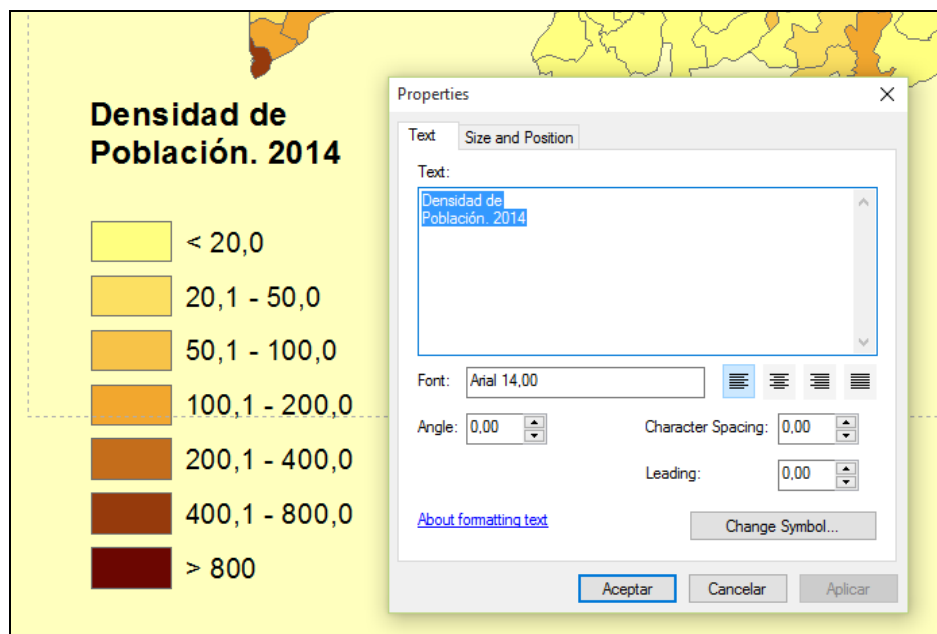 Densidad de
Población. 2014
< 20,0
20,1 - 50,0
50,1 - 100,0
100,1 - 200,0
200,1 - 400,0
400,1 - 800,0
> 800
Properties
Text
Size and Position
Text:
Densidad de
Población. 2014
Font:
Arial 14,00
Angle:
0,00
Character Spacing:
0,00
Leading:
0,00
About formatting text
Change Symbol...
Aceptar
Cancelar
Aplicar